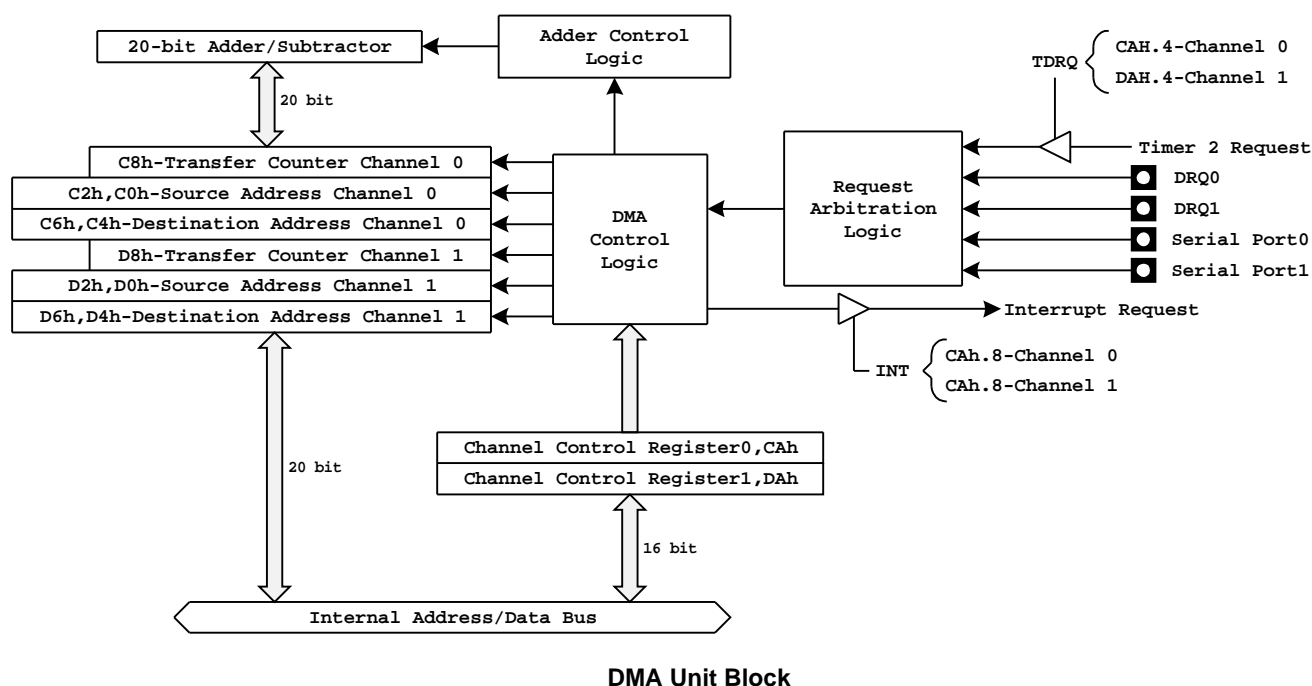 20-bit Adder/Subtractor
Adder Control
Logic
TDRQ
CAH.4-Channel 0
DAH.4-Channel 1
20 bit
C8h-Transfer Counter Channel 0
C2h,C0h-Source Address Channel 0
C6h,C4h-Destination Address Channel 0
D8h-Transfer Counter Channel 1
D2h,D0h-Source Address Channel 1
D6h,D4h-Destination Address Channel 1
DMA
Control
Logic
Request
Arbitration
Logic
Timer 2 Request
DRQ0
DRQ1
Serial Port0
Serial Port1
Interrupt Request
INT
CAh.8-Channel 0
CAh.8-Channel 1
Channel Control Register0,CAh
Channel Control Register1,DAh
20 bit
16 bit
Internal Address/Data Bus
DMA Unit Block